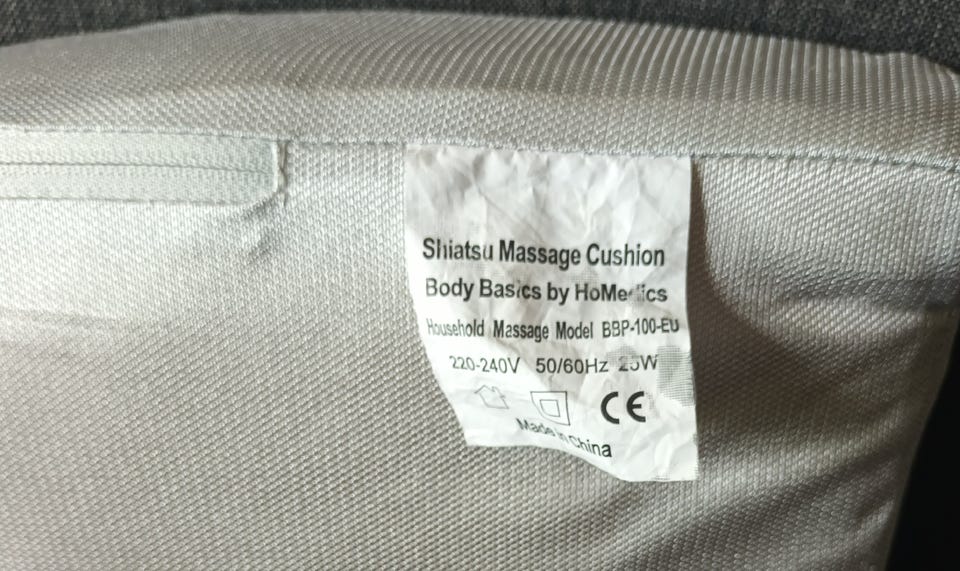 Shiatsu Massage Cushion
Body Basics by HoMedics
Household Massage Model BBP-100-EU
220-240V 50/60Hz 25W
CE
Made in China